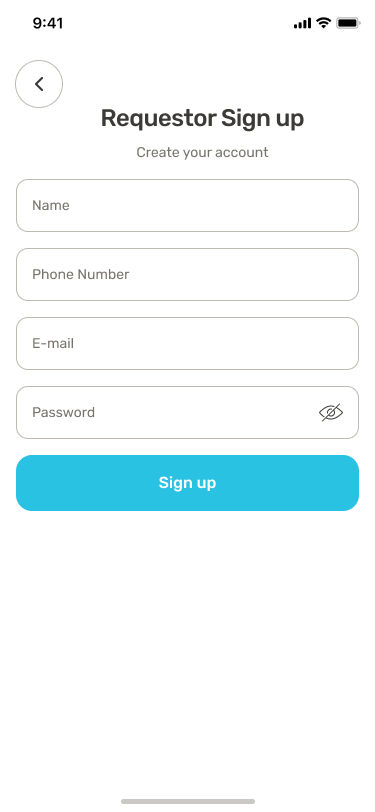 9:41
Requestor Sign up
Create your account
Name
Phone Number
E-mail
Password
Sign up